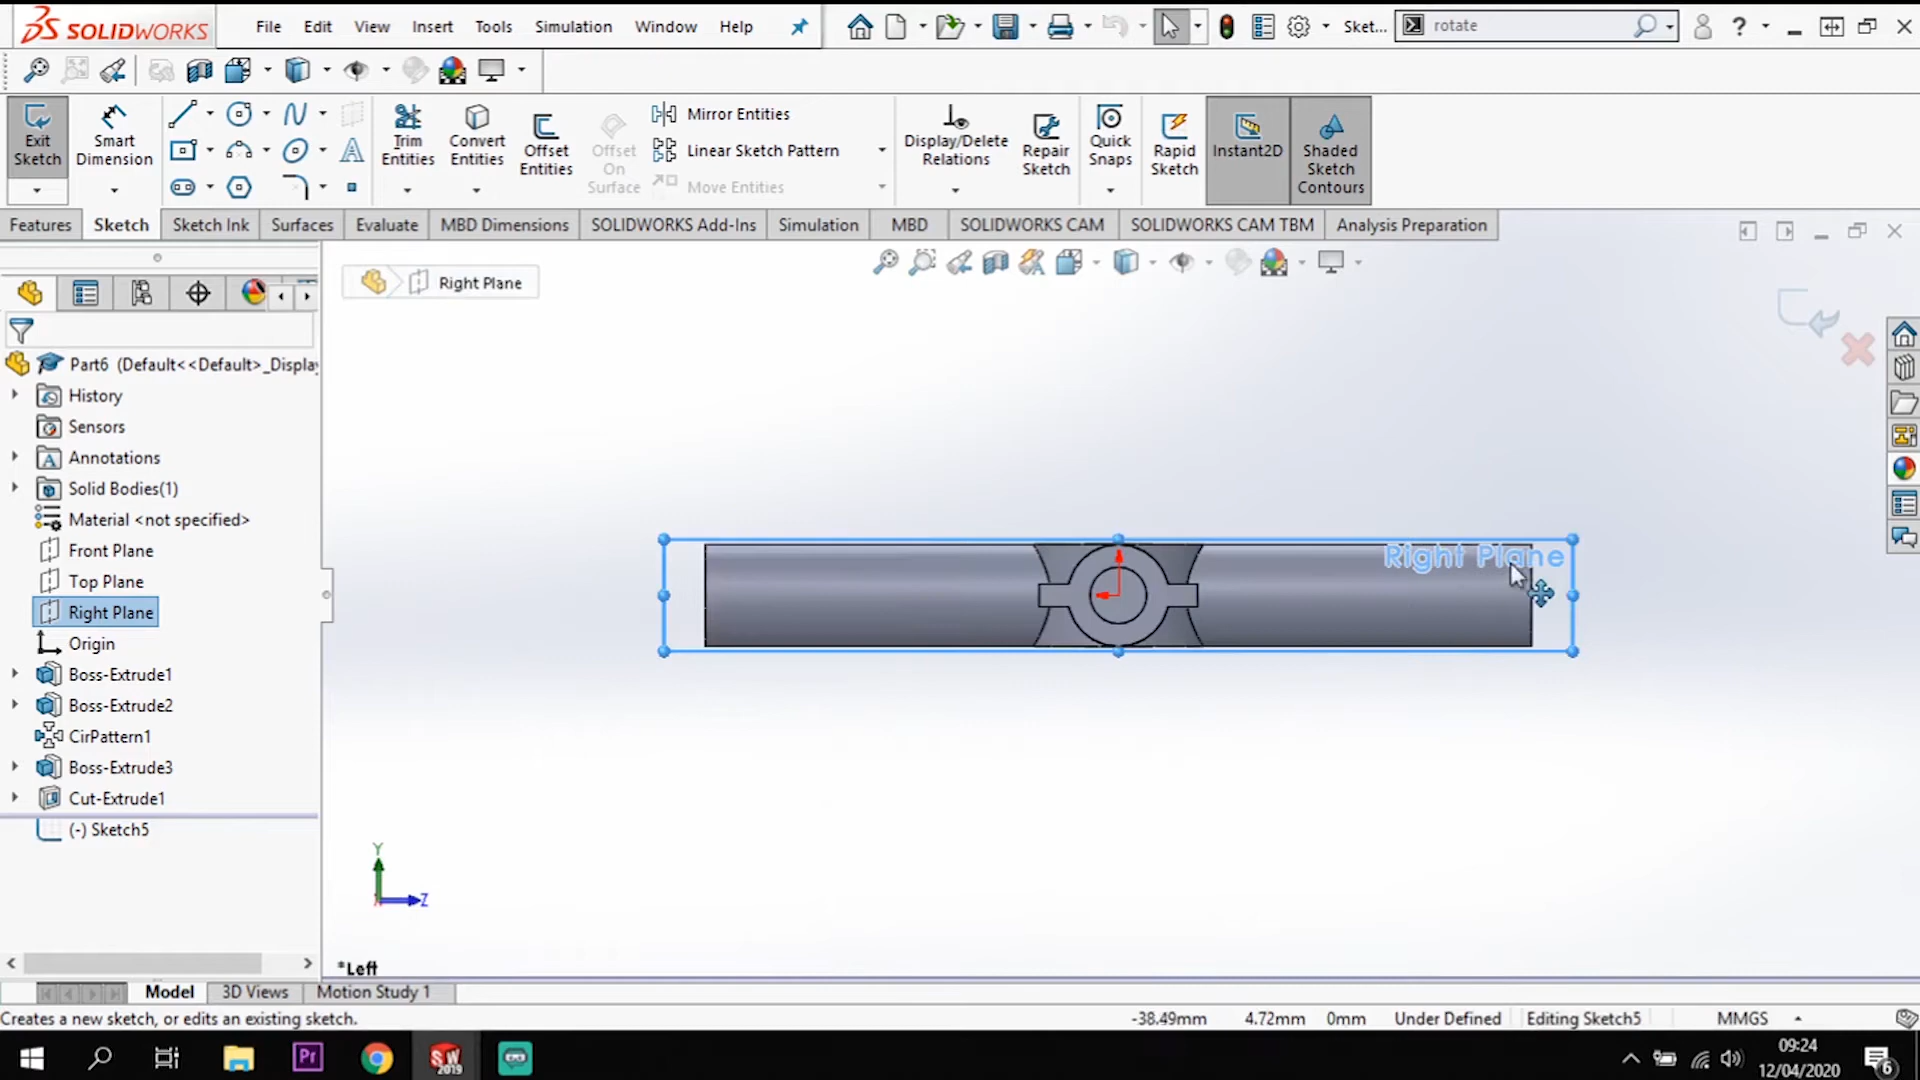 SOLIDWORKS File Edit View Insert Tools Simulation Window Help Sket... rotate
Exit Sketch
Smart Dimension
Trim Entities
Convert Entities
Offset Entities
Offset On Surface
Mirror Entities
Linear Sketch Pattern
Move Entities
Display/Delete Relations
Repair Sketch
Quick Snaps
Rapid Sketch
Instant2D
Shaded Sketch Contours
Features Sketch Sketch Ink Surfaces Evaluate MBD Dimensions SOLIDWORKS Add-Ins Simulation MBD SOLIDWORKS CAM SOLIDWORKS CAM TBM Analysis Preparation
Right Plane
Part6 (Default<<Default>_Displa
History
Sensors
Annotations
Solid Bodies(1)
Material <not specified>
Front Plane
Top Plane
Right Plane
Origin
Boss-Extrude1
Boss-Extrude2
CirPattern1
Boss-Extrude3
Cut-Extrude1
(-) Sketch5
Right Plane
Y
Z
*Left
Model 3D Views Motion Study 1
Creates a new sketch, or edits an existing sketch. -38.49mm 4.72mm 0mm Under Defined Editing Sketch5 MMGS
Pr
SW 2019
09:24
12/04/2020
6